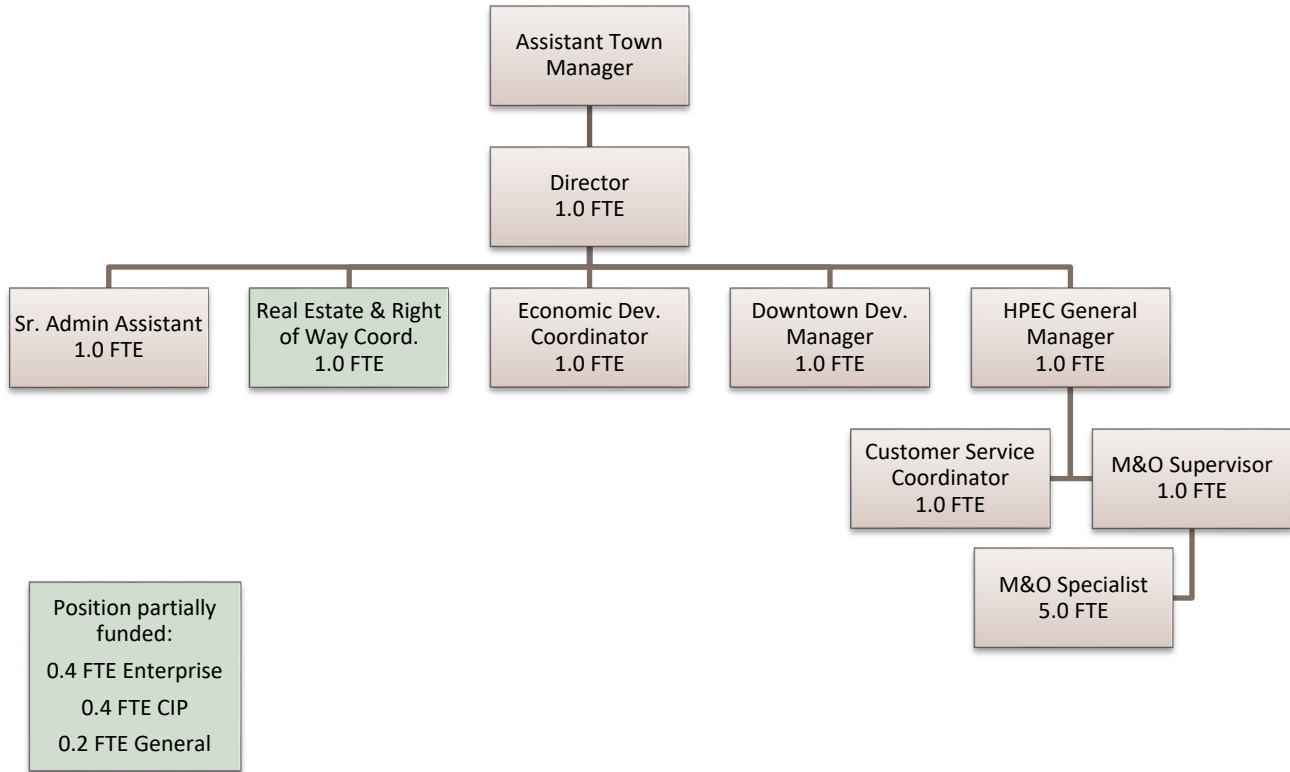 Assistant Town
Manager
Director
1.0 FTE
Sr. Admin Assistant
1.0 FTE
Real Estate & Right
of Way Coord.
1.0 FTE
Economic Dev.
Coordinator
1.0 FTE
Downtown Dev.
Manager
1.0 FTE
HPEC General
Manager
1.0 FTE
Customer Service
Coordinator
1.0 FTE
M&O Supervisor
1.0 FTE
M&O Specialist
5.0 FTE
Position partially
funded:
0.4 FTE Enterprise
0.4 FTE CIP
0.2 FTE General